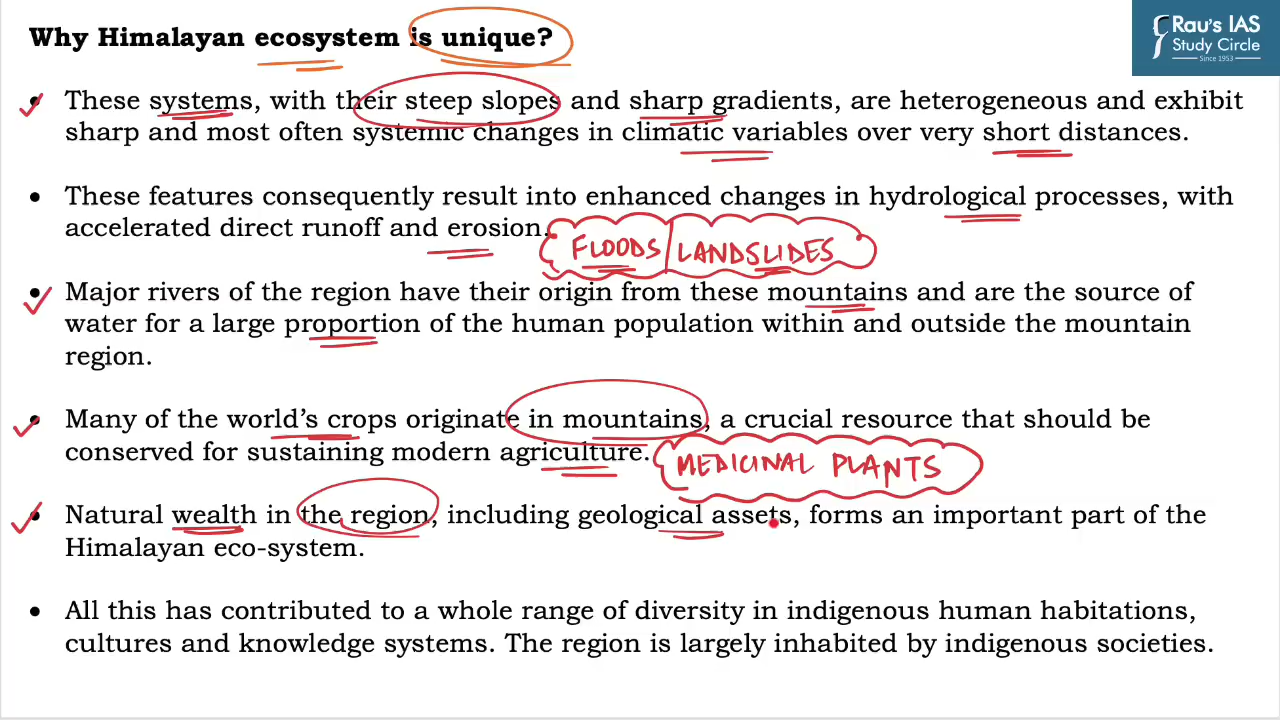 Why Himalayan ecosystem is unique?
Rau's IAS
Study Circle
Since 1953
• These systems, with their steep slopes and sharp gradients, are heterogeneous and exhibit
sharp and most often systemic changes in climatic variables over very short distances.
• These features consequently result into enhanced changes in hydrological processes, with
accelerated direct runoff and erosion.
FLOODS | LANDSLIDES
• Major rivers of the region have their origin from these mountains and are the source of
water for a large proportion of the human population within and outside the mountain
region.
• Many of the world's crops originate in mountains, a crucial resource that should be
conserved for sustaining modern agriculture.
MEDICINAL PLANTS
• Natural wealth in the region, including geological assets, forms an important part of the
Himalayan eco-system.
• All this has contributed to a whole range of diversity in indigenous human habitations,
cultures and knowledge systems. The region is largely inhabited by indigenous societies.